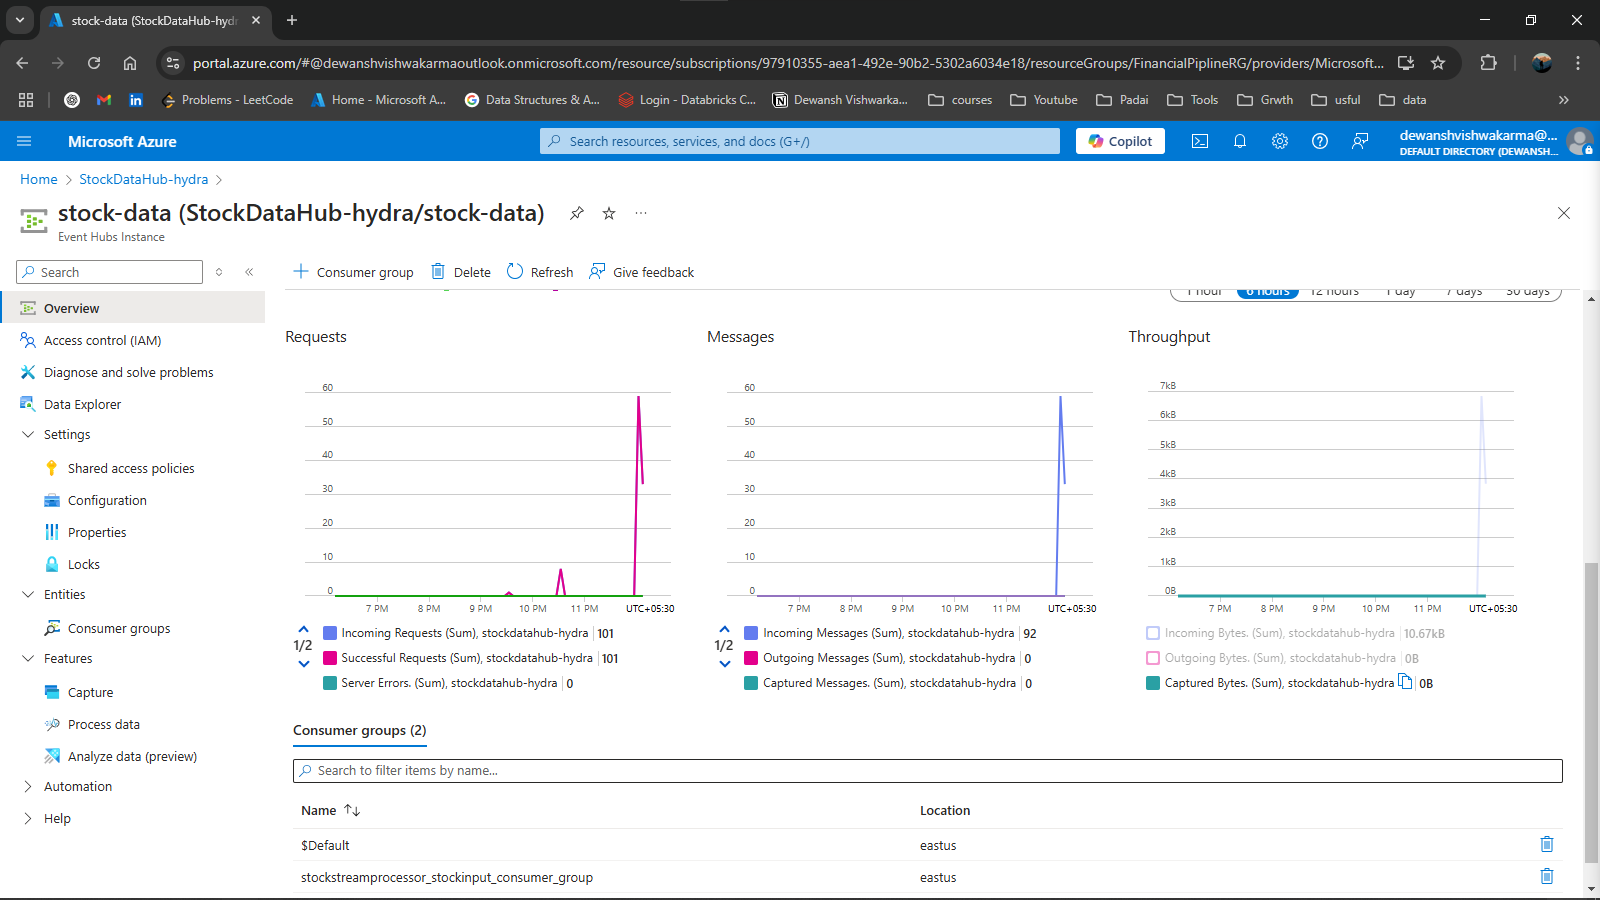 stock-data (StockDataHub-hydr
portal.azure.com/#@dewanshvishwakarmaoutlook.onmicrosoft.com/resource/subscriptions/97910355-aea1-492e-90b2-5302a6034e18/resourceGroups/FinancialPiplineRG/providers/Microsoft...
Problems - LeetCode Home - Microsoft A... Data Structures & A... Login - Databricks C... Dewansh Vishwarka... courses Youtube Padai Tools Grwth usful data
Microsoft Azure
Search resources, services, and docs (G+/)
Copilot
dewanshvishwakarma@...
DEFAULT DIRECTORY (DEWANSH...
Home > StockDataHub-hydra >
stock-data (StockDataHub-hydra/stock-data)
Event Hubs Instance
Search
Consumer group Delete Refresh Give feedback
Overview
Access control (IAM)
Diagnose and solve problems
Data Explorer
Settings
Shared access policies
Configuration
Properties
Locks
Entities
Consumer groups
Features
Capture
Process data
Analyze data (preview)
Automation
Help
1 hour 6 hours 12 hours 1 day 7 days 30 days
Requests
60
50
40
30
20
10
0
7 PM 8 PM 9 PM 10 PM 11 PM UTC+05:30
1/2
Incoming Requests (Sum), stockdatahub-hydra 101
Successful Requests (Sum), stockdatahub-hydra 101
Server Errors. (Sum), stockdatahub-hydra 0
Messages
60
50
40
30
20
10
0
7 PM 8 PM 9 PM 10 PM 11 PM UTC+05:30
1/2
Incoming Messages (Sum), stockdatahub-hydra 92
Outgoing Messages (Sum), stockdatahub-hydra 0
Captured Messages. (Sum), stockdatahub-hydra 0
Throughput
7kB
6kB
5kB
4kB
3kB
2kB
1kB
0B
7 PM 8 PM 9 PM 10 PM 11 PM UTC+05:30
Incoming Bytes. (Sum), stockdatahub-hydra 10.67kB
Outgoing Bytes. (Sum), stockdatahub-hydra 0B
Captured Bytes. (Sum), stockdatahub-hydra 0B
Consumer groups (2)
Search to filter items by name...
Name Location
$Default eastus
stockstreamprocessor_stockinput_consumer_group eastus